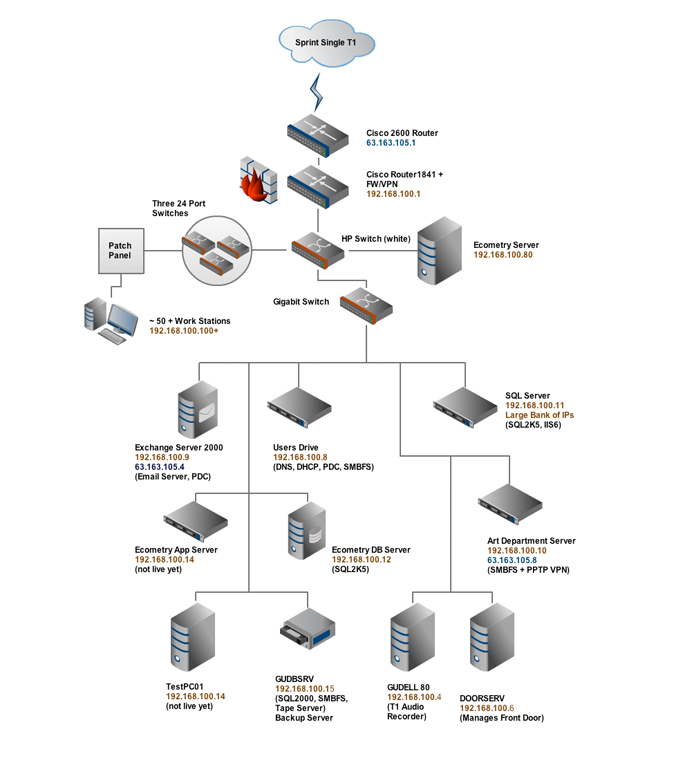 Sprint Single T1
Cisco 2600 Router
63.163.105.1
Cisco Router1841 +
FW/VPN
192.168.100.1
Three 24 Port
Switches
Patch
Panel
HP Switch (white)
Ecometry Server
192.168.100.80
Gigabit Switch
~ 50 + Work Stations
192.168.100.100+
SQL Server
192.168.100.11
Large Bank of IPs
(SQL2K5, IIS6)
Exchange Server 2000
192.168.100.9
63.163.105.4
(Email Server, PDC)
Users Drive
192.168.100.8
(DNS, DHCP, PDC, SMBFS)
Art Department Server
192.168.100.10
63.163.105.8
(SMBFS + PPTP VPN)
Ecometry App Server
192.168.100.14
(not live yet)
Ecometry DB Server
192.168.100.12
(SQL2K5)
TestPC01
192.168.100.14
(not live yet)
GUDBSRV
192.168.100.15
(SQL2000, SMBFS,
Tape Server)
Backup Server
GUDELL 80
192.168.100.4
(T1 Audio
Recorder)
DOORSERV
192.168.100.6
(Manages Front Door)